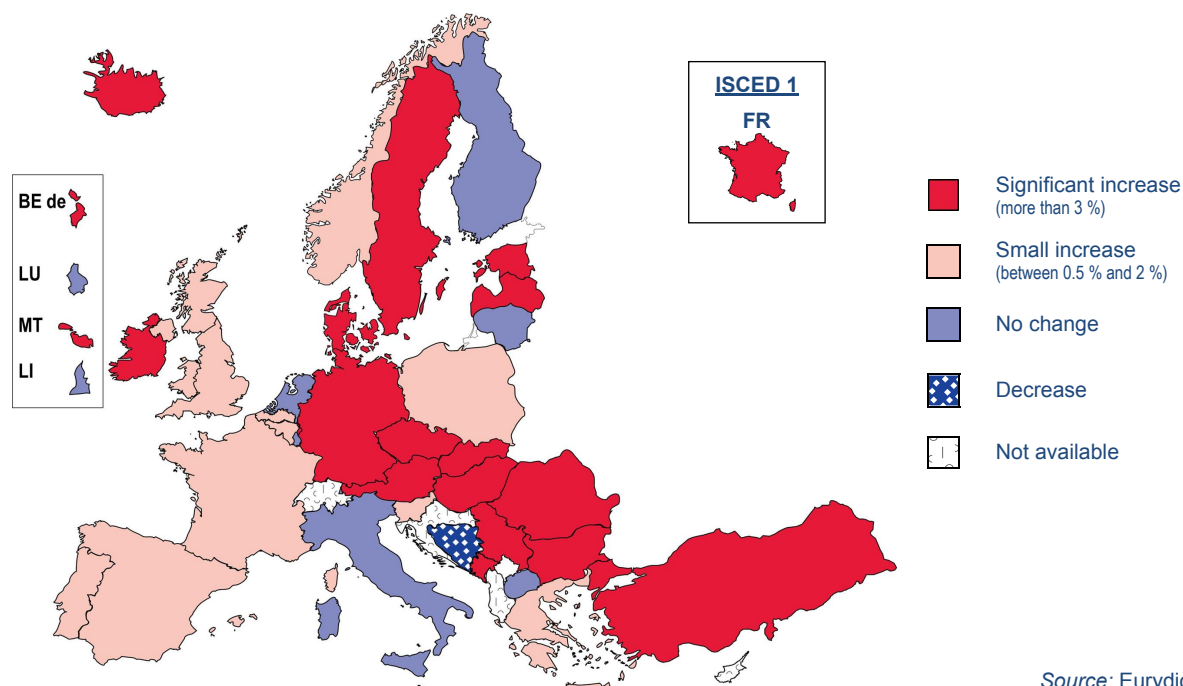 ISCED 1
FR
BE de
LU
MT
LI
Significant increase
(more than 3 %)
Small increase
(between 0.5 % and 2 %)
No change
Decrease
Not available
Source: